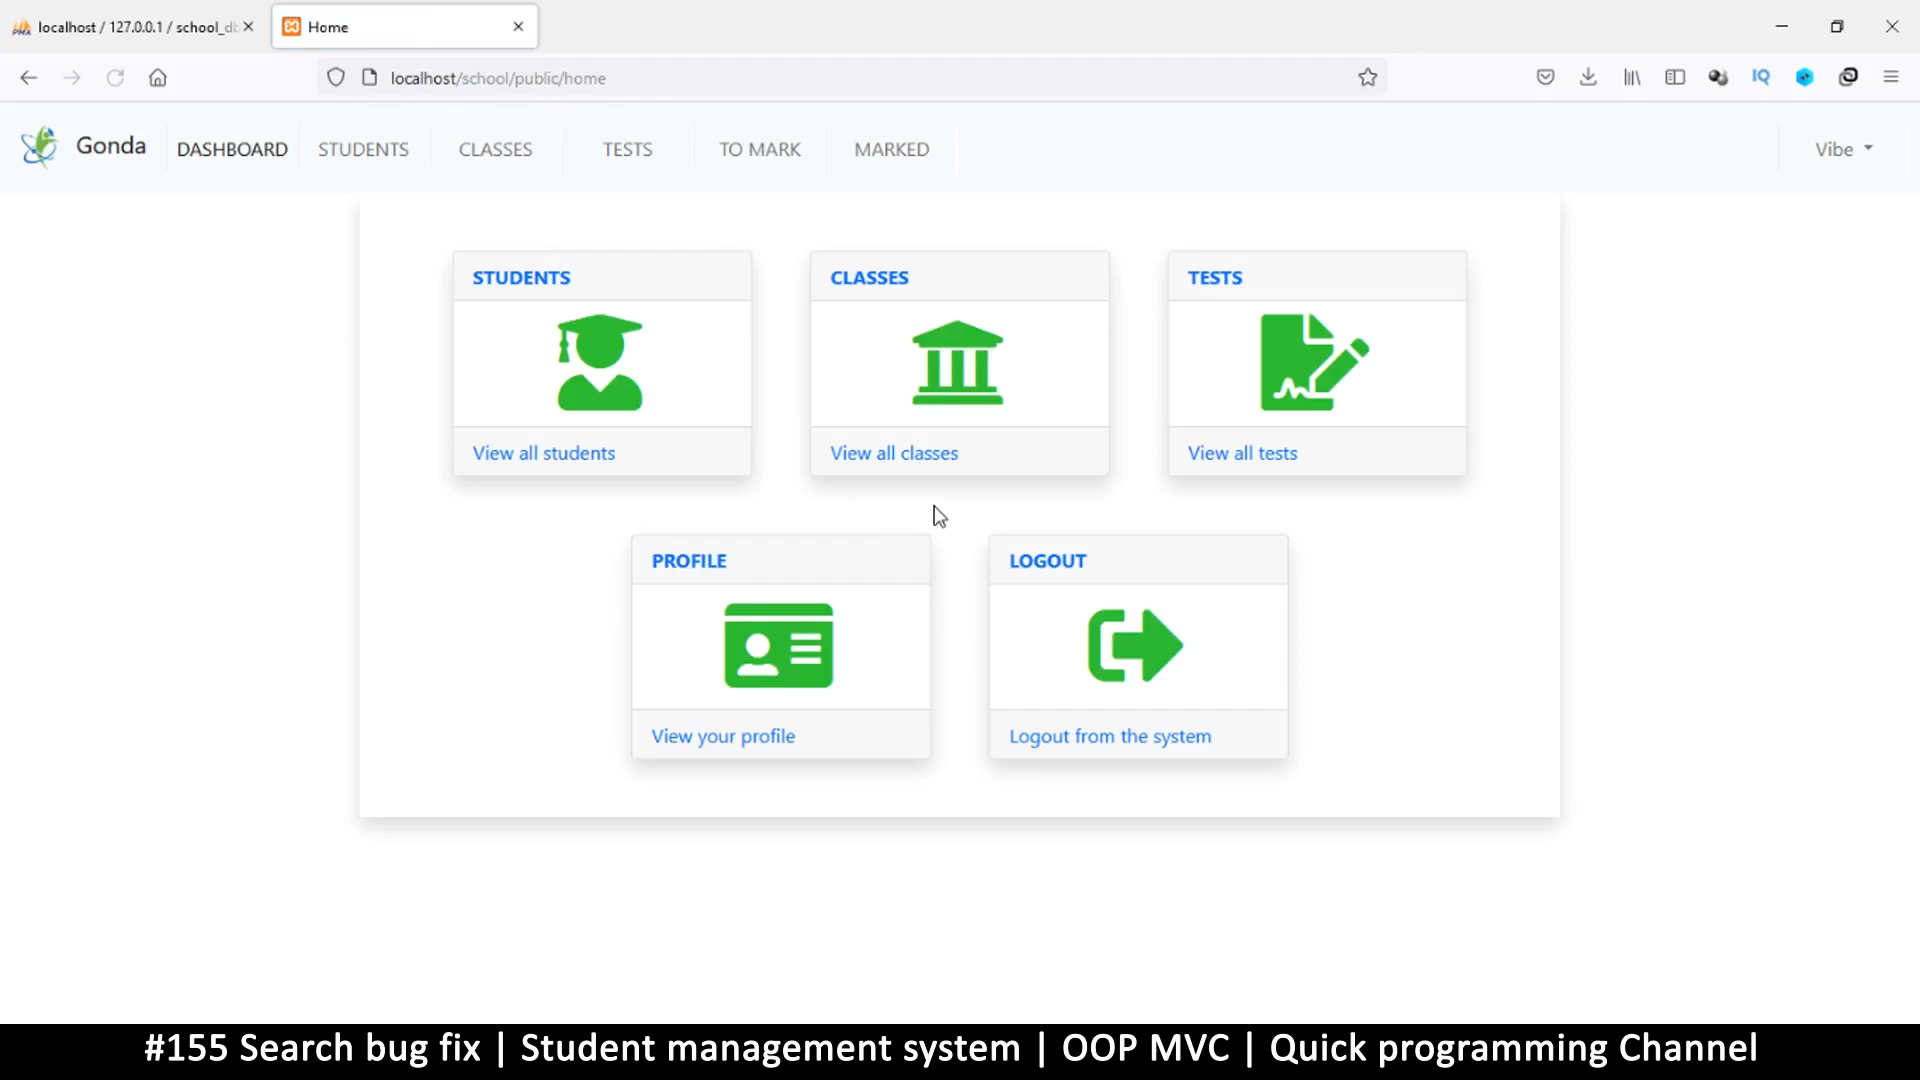 localhost / 127.0.0.1 / school_db
Home
localhost/school/public/home
IQ
Gonda
DASHBOARD
STUDENTS
CLASSES
TESTS
TO MARK
MARKED
Vibe
STUDENTS
CLASSES
TESTS
View all students
View all classes
View all tests
PROFILE
LOGOUT
View your profile
Logout from the system
#155 Search bug fix | Student management system | OOP MVC | Quick programming Channel